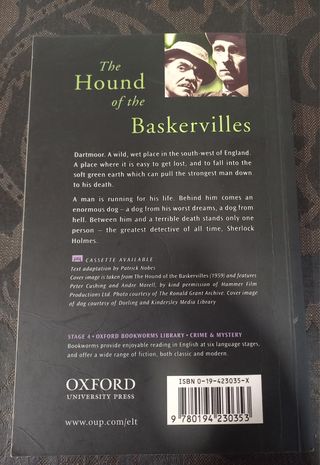 The
Hound
of the
Baskervilles
Dartmoor. A wild, wet place in the south-west of England.
A place where it is easy to get lost, and to fall into the
soft green earth which can pull the strongest man down
to his death.
A man is running for his life. Behind him comes an
enormous dog – a dog from his worst dreams, a dog from
hell. Between him and a terrible death stands only one
person – the greatest detective of all time, Sherlock
Holmes.
CASSETTE AVAILABLE
Text adaptation by Patrick Nobes
Cover image is taken from The Hound of the Baskervilles (1959) and features
Peter Cushing and Andre Morell, by kind permission of Hammer Film
Productions Ltd. Photo courtesy of The Ronald Grant Archive. Cover image
of dog courtesy of Dorling and Kindersley Media Library
STAGE 4 • OXFORD BOOKWORMS LIBRARY • CRIME & MYSTERY
Bookworms provide enjoyable reading in English at six language stages,
and offer a wide range of fiction, both classic and modern.
OXFORD
UNIVERSITY PRESS
www.oup.com/elt
ISBN 0-19-423035-X
9 780194 230353